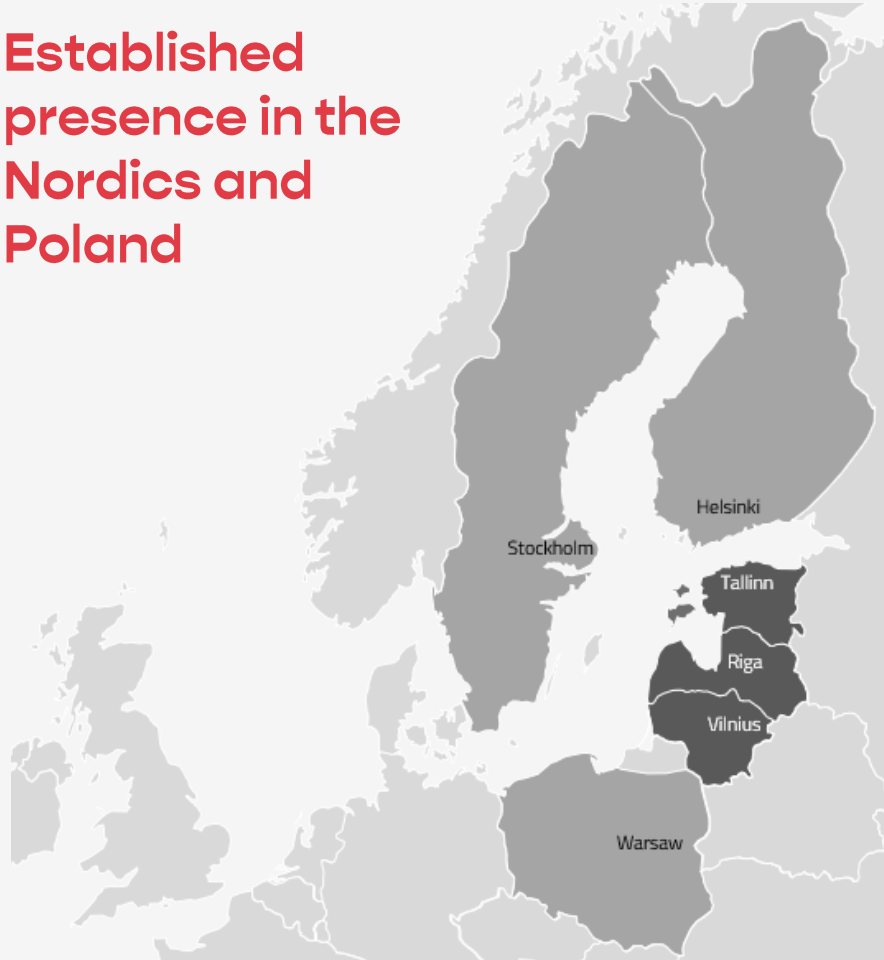 Established
presence in the
Nordics and
Poland
Helsinki
Stockholm
Tallinn
Riga
Vilnius
Warsaw